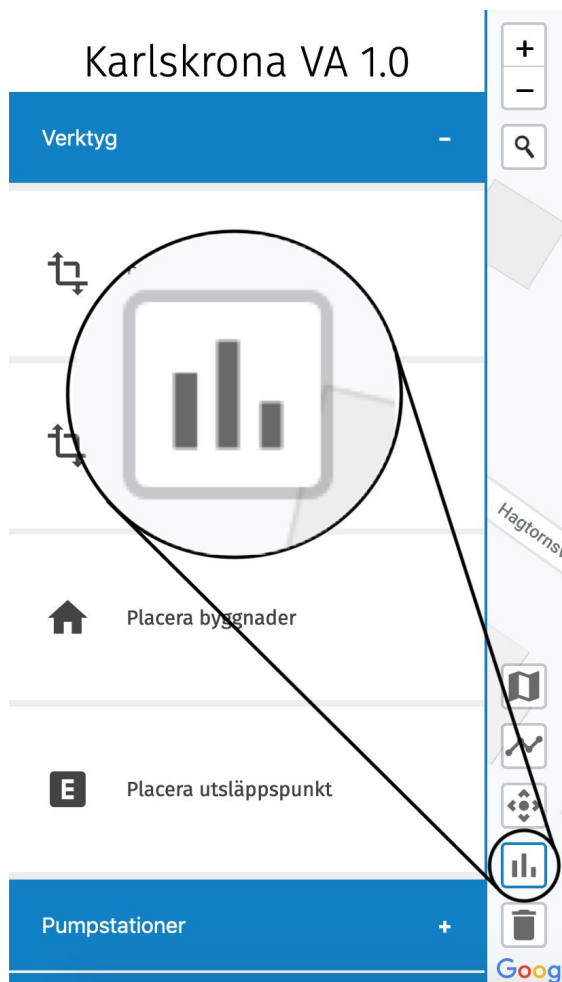 Karlskrona VA 1.0
Verktyg
Placera byggnader
Placera utsläppspunkt
E
Pumpstationer
Hagtornsv
Goog